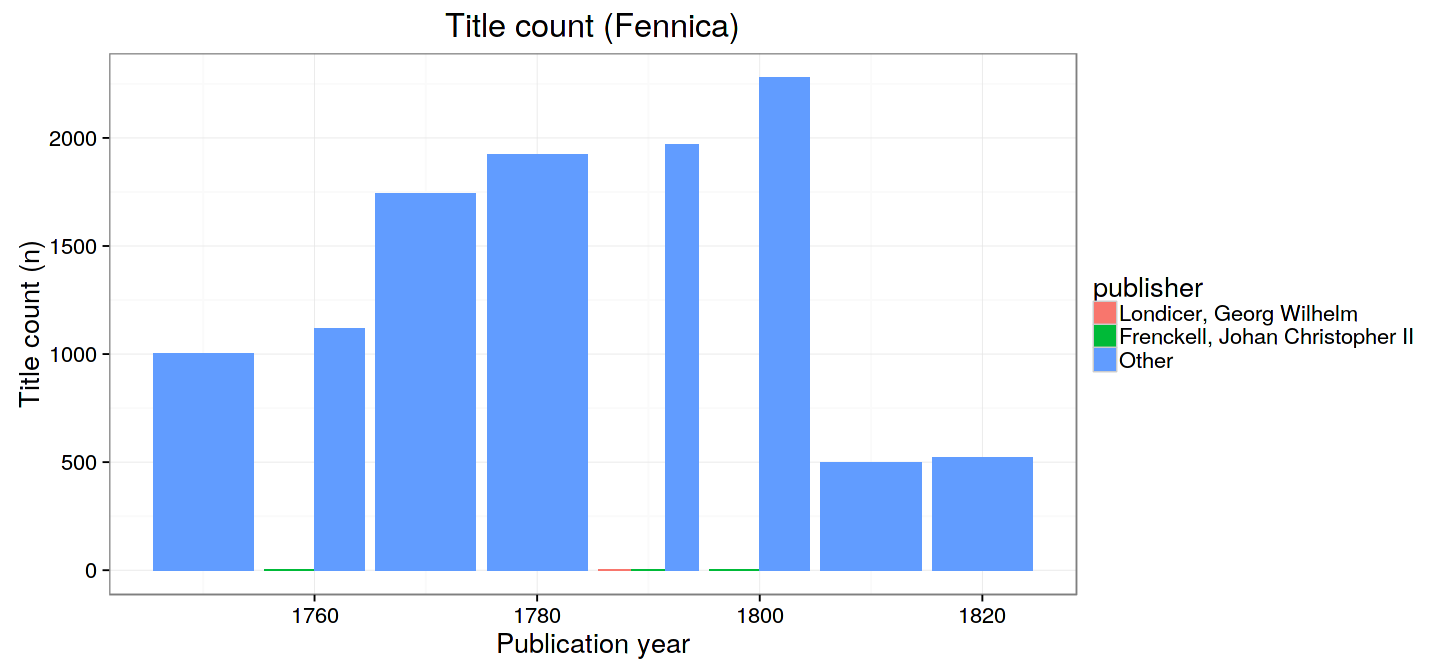 Title count (Fennica)
Title count (n)
2000
1500
1000
500
0
1760 1780 1800 1820
Publication year
publisher
Londicer, Georg Wilhelm
Frenckell, Johan Christopher II
Other